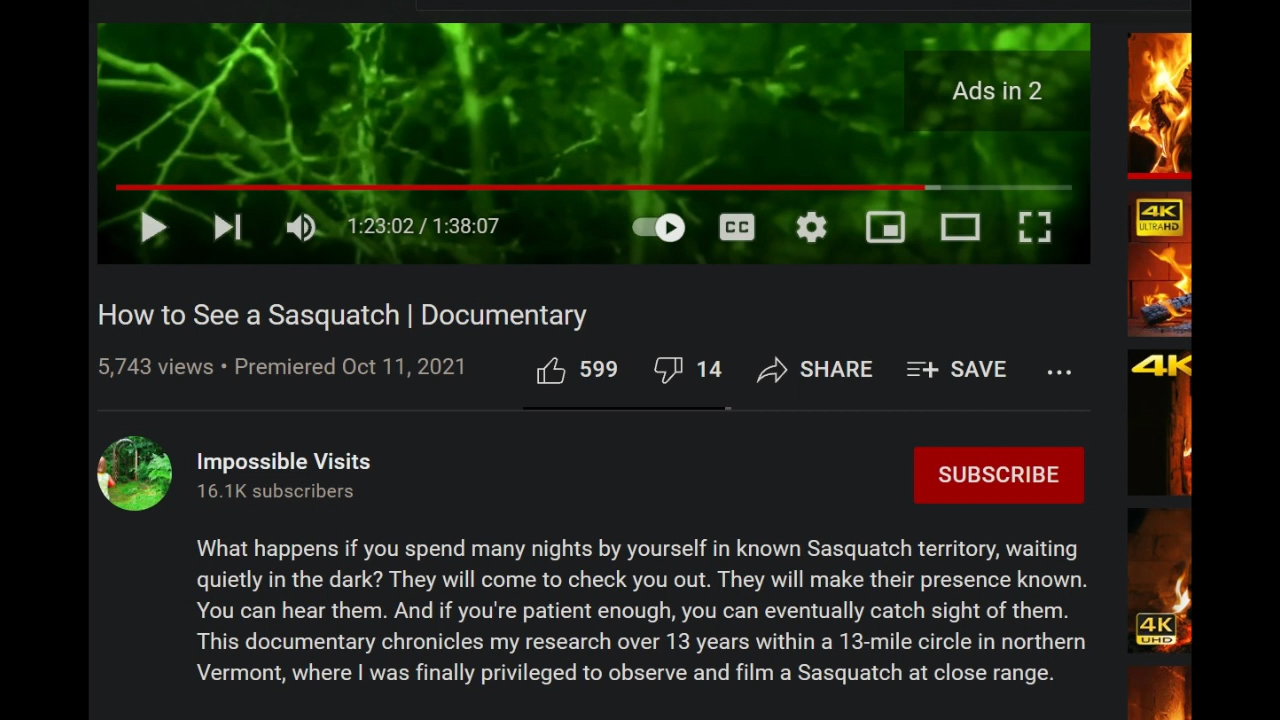 Ads in 2
1:23:02 / 1:38:07
CC
How to See a Sasquatch | Documentary
5,743 views • Premiered Oct 11, 2021
599
14
SHARE
SAVE
...
Impossible Visits
16.1K subscribers
SUBSCRIBE
What happens if you spend many nights by yourself in known Sasquatch territory, waiting
quietly in the dark? They will come to check you out. They will make their presence known.
You can hear them. And if you're patient enough, you can eventually catch sight of them.
This documentary chronicles my research over 13 years within a 13-mile circle in northern
Vermont, where I was finally privileged to observe and film a Sasquatch at close range.
4K
ULTRA HD
4K
4K
UHD